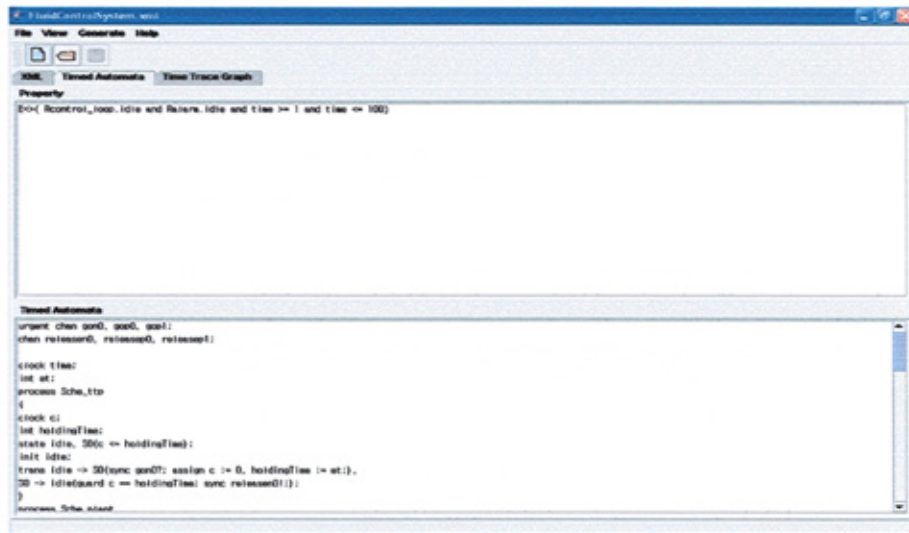 FluidControlSystem.xml
File View Generate Help
XML Timed Automata Time Trace Graph
Property
E<>( Rcontrol_loop.idle and Ralarm.idle and time >= 1 and time <= 100)
Timed Automata
urgent chan gon0, gop0, gop1;
chan releasen0, releasep0, releasep1;
clock time;
int et;
process Sche_ttp
{
clock c;
int holdingTime;
state idle, S0{c <= holdingTime};
init idle;
trans idle -> S0{sync gon0?; assign c := 0, holdingTime := et;},
S0 -> idle{guard c == holdingTime; sync releasen0!;};
}
process Sche_plant